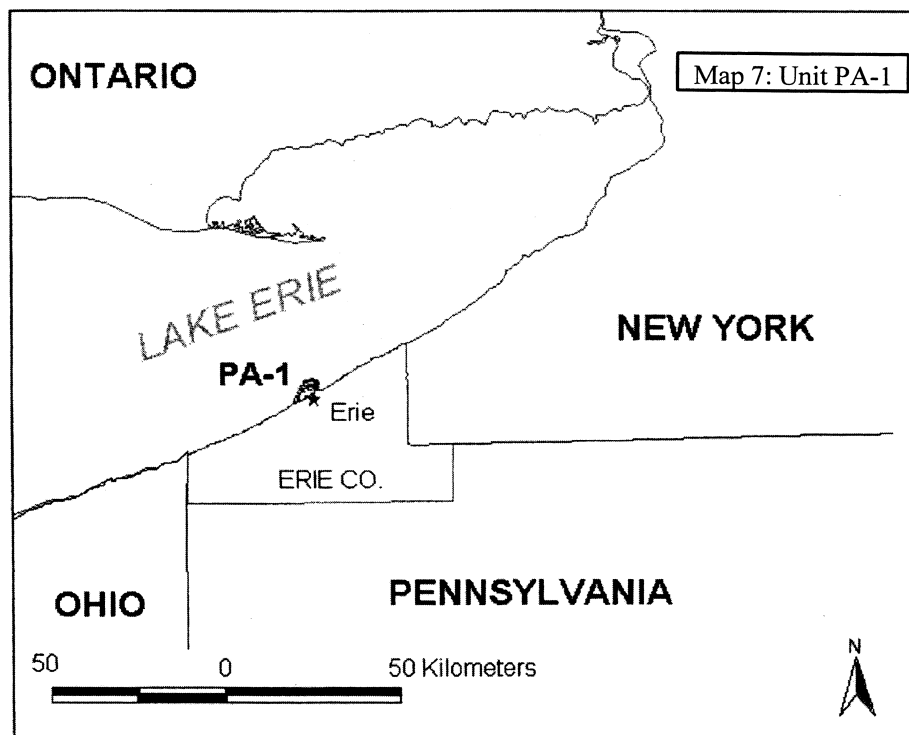 ONTARIO
Map 7: Unit PA-1
LAKE ERIE
NEW YORK
PA-1
Erie
ERIE CO.
OHIO
PENNSYLVANIA
50 0 50 Kilometers
N